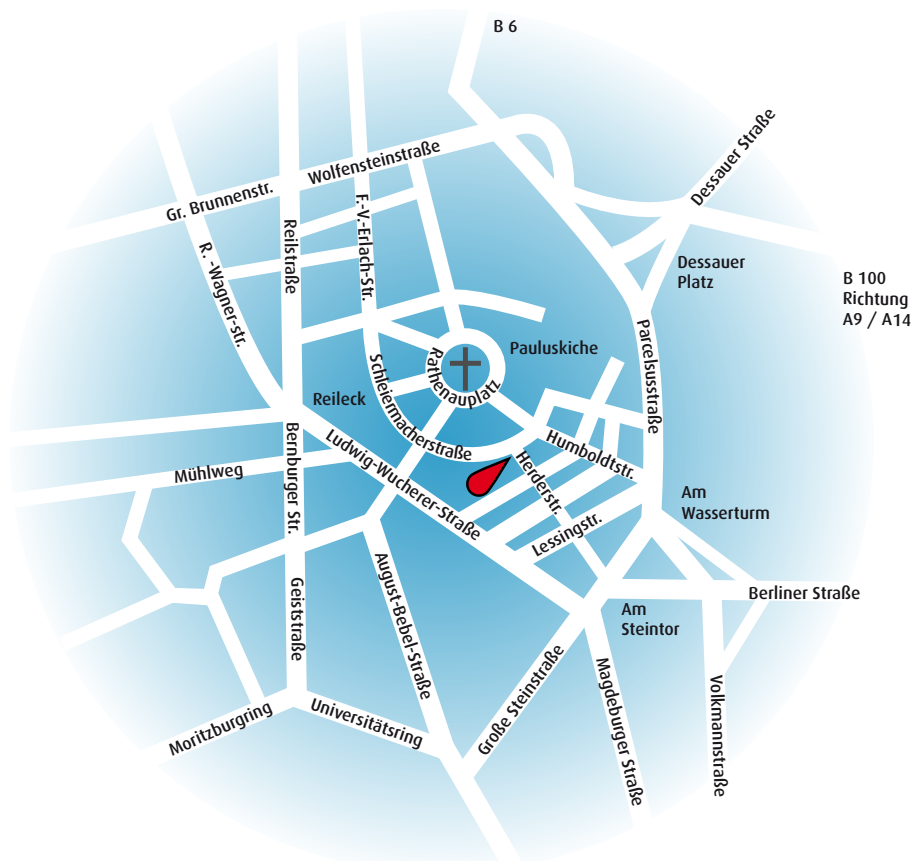 B 6
Dessauer Straße
Wolfensteinstraße
Gr. Brunnenstr.
F.-V.-Erlach-Str.
Reilstraße
R. -Wagner-str.
Dessauer
Platz
B 100
Richtung
A9 / A14
Parcelsusstraße
Pauluskiche
Rathenauplatz
Schleiermacherstraße
Reileck
Bernburger Str.
Ludwig-Wucherer-Straße
Humboldtstr.
Herderstr.
Mühlweg
Am
Wasserturm
Lessingstr.
August-Bebel-Straße
Geiststraße
Berliner Straße
Am
Steintor
Große Steinstraße
Magdeburger Straße
Volkmannstraße
Moritzburgring
Universitätsring